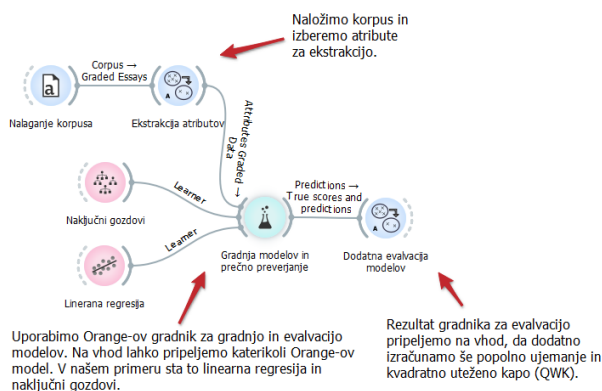 Naložimo korpus in
izberemo atribute
za ekstrakcijo.
Corpus →
Graded Essays
a
A
Nalaganje korpusa
Ekstrakcija atributov
Attributes Graded →
Data
Learner
Naključni gozdovi
Predictions →
True scores and
predictions
A
Learner
Gradnja modelov in
prečno preverjanje
Dodatna evalvacija
modelov
Linerana regresija
Uporabimo Orange-ov gradnik za gradnjo in evalvacijo
modelov. Na vhod lahko pripeljemo katerikoli Orange-ov
model. V našem primeru sta to linearna regresija in
naključni gozdovi.
Rezultat gradnika za evalvacijo
pripeljemo na vhod, da dodatno
izračunamo še popolno ujemanje in
kvadratno uteženo kapo (QWK).